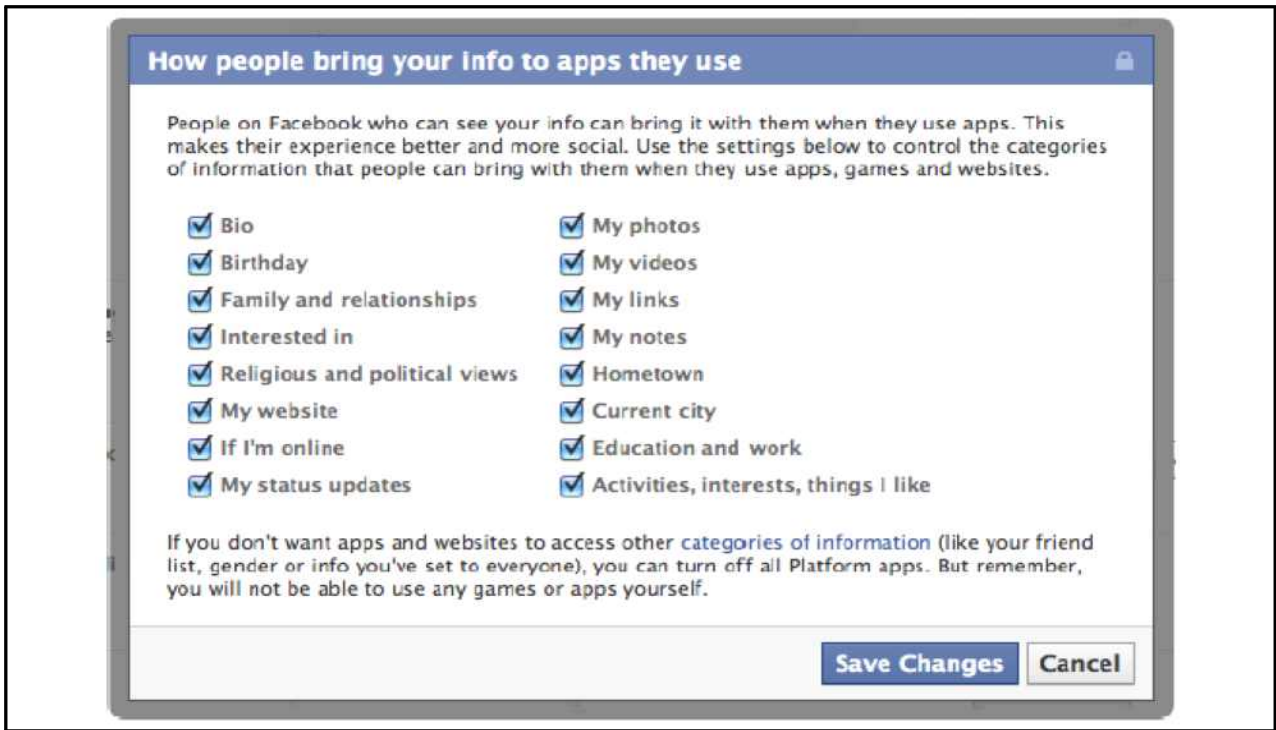 How people bring your info to apps they use
People on Facebook who can see your info can bring it with them when they use apps. This
makes their experience better and more social. Use the settings below to control the categories
of information that people can bring with them when they use apps, games and websites.
Bio
Birthday
Family and relationships
Interested in
Religious and political views
My website
If I'm online
My status updates
My photos
My videos
My links
My notes
Hometown
Current city
Education and work
Activities, interests, things I like
If you don't want apps and websites to access other categories of information (like your friend
list, gender or info you've set to everyone), you can turn off all Platform apps. But remember,
you will not be able to use any games or apps yourself.
Save Changes Cancel